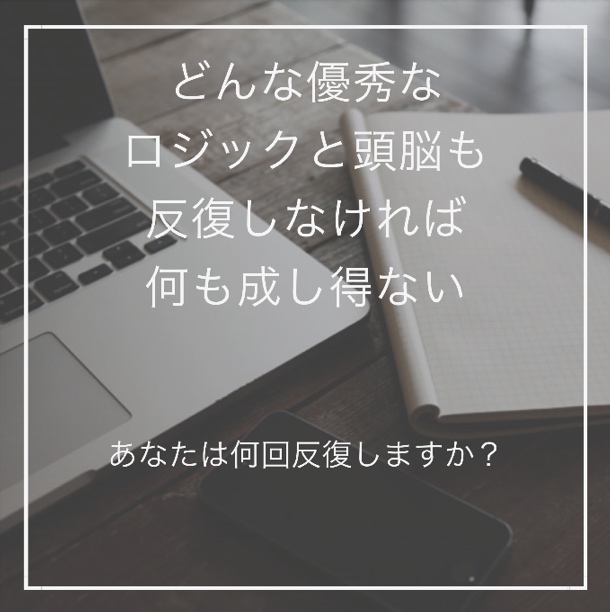 どんな優秀な
ロジックと頭脳も
反復しなければ
何も成し得ない
あなたは何回反復しますか？